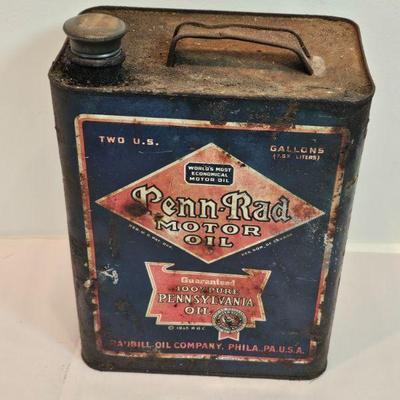 TWO U.S. GALLONS
WORLD'S MOST
ECONOMICAL
MOTOR OIL
Penn-Rad
MOTOR
OIL
Guaranteed
100% PURE
PENNSYLVANIA
OIL
OIL COMPANY, PHILA., PA. U.S.A.